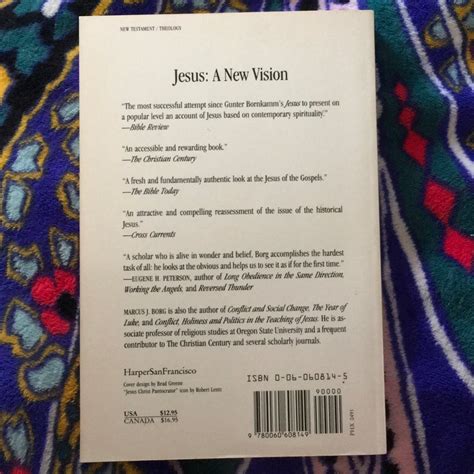 NEW TESTAMENT / THEOLOGY
Jesus: A New Vision
"The most successful attempt since Gunter Bornkamm's Jesus to present on
a popular level an account of Jesus based on contemporary spirituality."
—Bible Review
"An accessible and rewarding book."
—The Christian Century
"A fresh and fundamentally authentic look at the Jesus of the Gospels."
—The Bible Today
"An attractive and compelling reassessment of the issue of the historical
Jesus."
—Cross Currents
"A scholar who is alive in wonder and belief, Borg accomplishes the hardest
task of all: he looks at the obvious and helps us to see it as if for the first time."
—EUGENE H. PETERSON, author of Long Obedience in the Same Direction,
Working the Angels, and Reversed Thunder
MARCUS J. BORG is also the author of Conflict and Social Change, The Year of
Luke, and Conflict, Holiness and Politics in the Teaching of Jesus. He is as-
sociate professor of religious studies at Oregon State University and a frequent
contributor to The Christian Century and several scholarly journals.
HarperSanFrancisco
Cover design by Brad Greene
"Jesus Christ Pantocrator" icon by Robert Lentz
USA $12.95
CANADA $16.95
ISBN 0-06-060814-5
90000
9 780060 608149